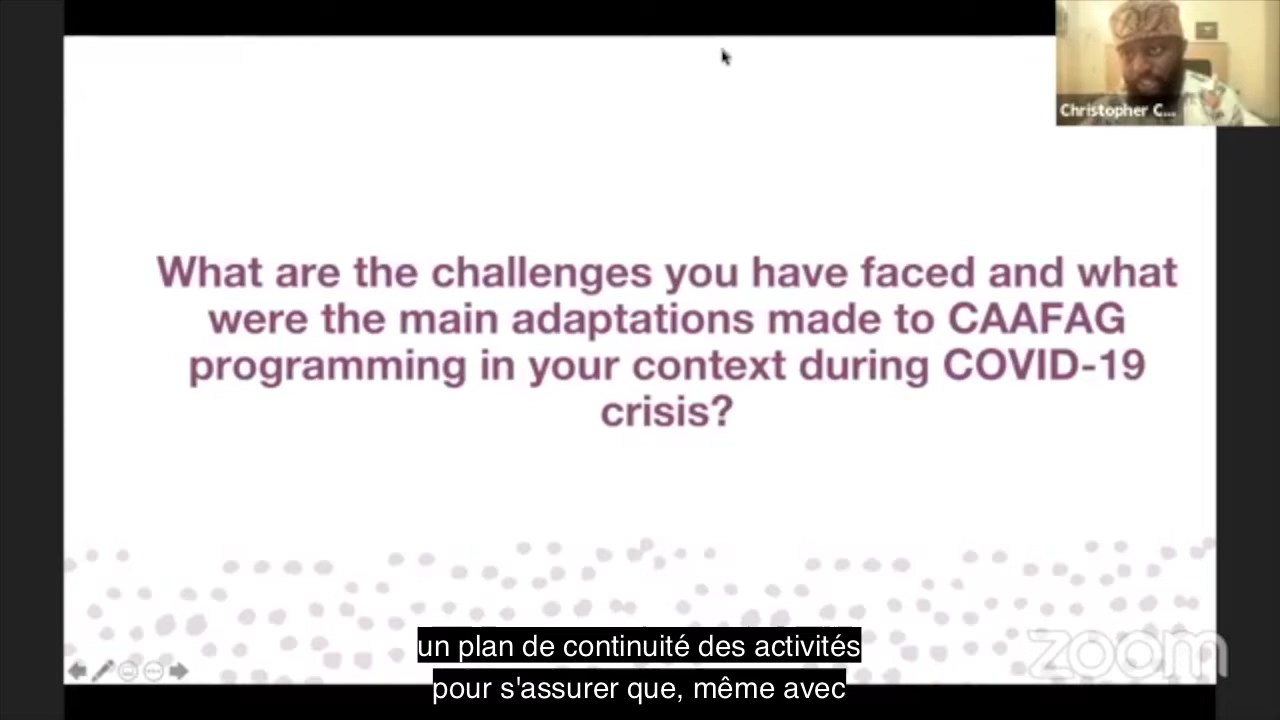 Christopher C...
What are the challenges you have faced and what
were the main adaptations made to CAAFAG
programming in your context during COVID-19
crisis?
un plan de continuité des activités
pour s'assurer que, même avec
zoom